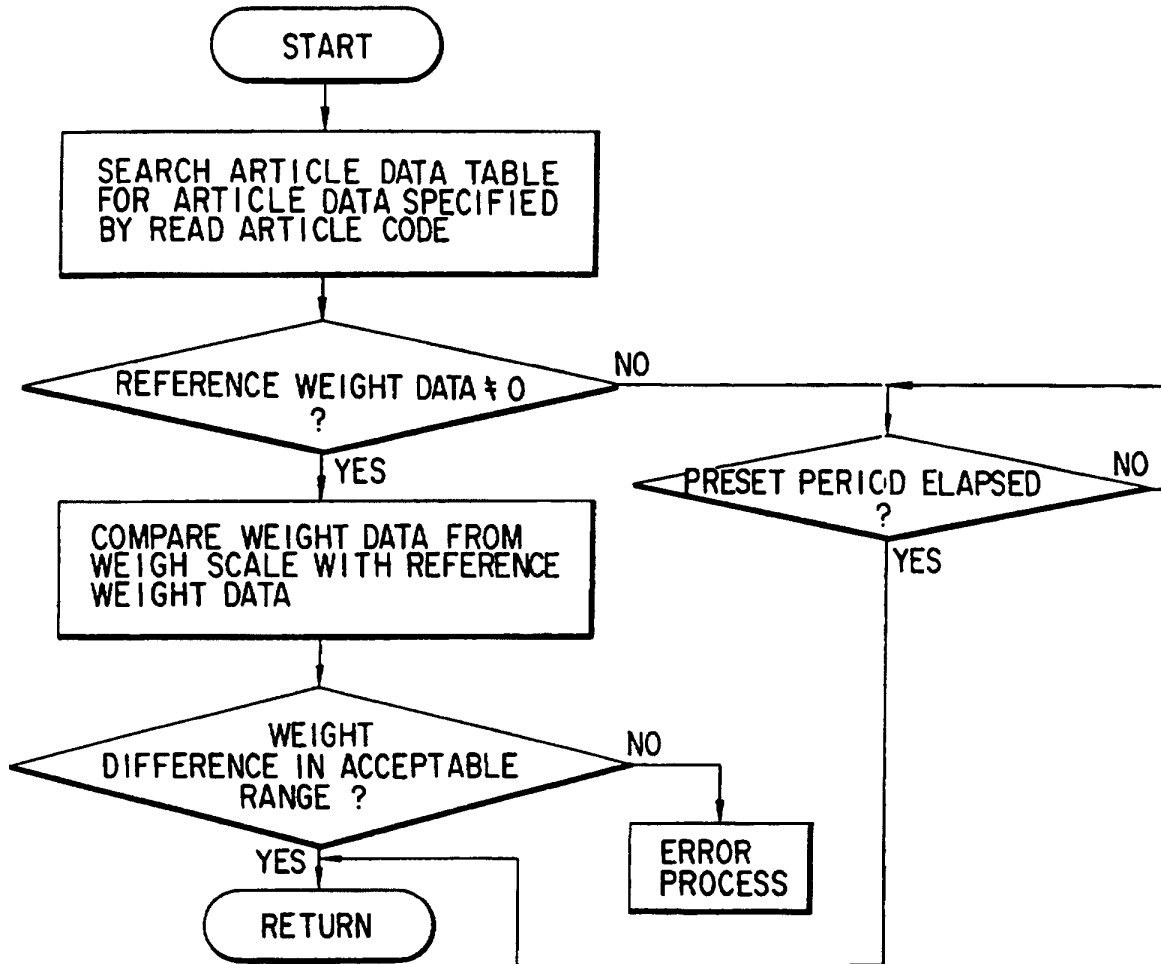 START
SEARCH ARTICLE DATA TABLE
FOR ARTICLE DATA SPECIFIED
BY READ ARTICLE CODE
REFERENCE WEIGHT DATA ≠ 0
?
NO
YES
PRESET PERIOD ELAPSED
?
NO
YES
COMPARE WEIGHT DATA FROM
WEIGH SCALE WITH REFERENCE
WEIGHT DATA
WEIGHT
DIFFERENCE IN ACCEPTABLE
RANGE ?
NO
YES
ERROR
PROCESS
RETURN